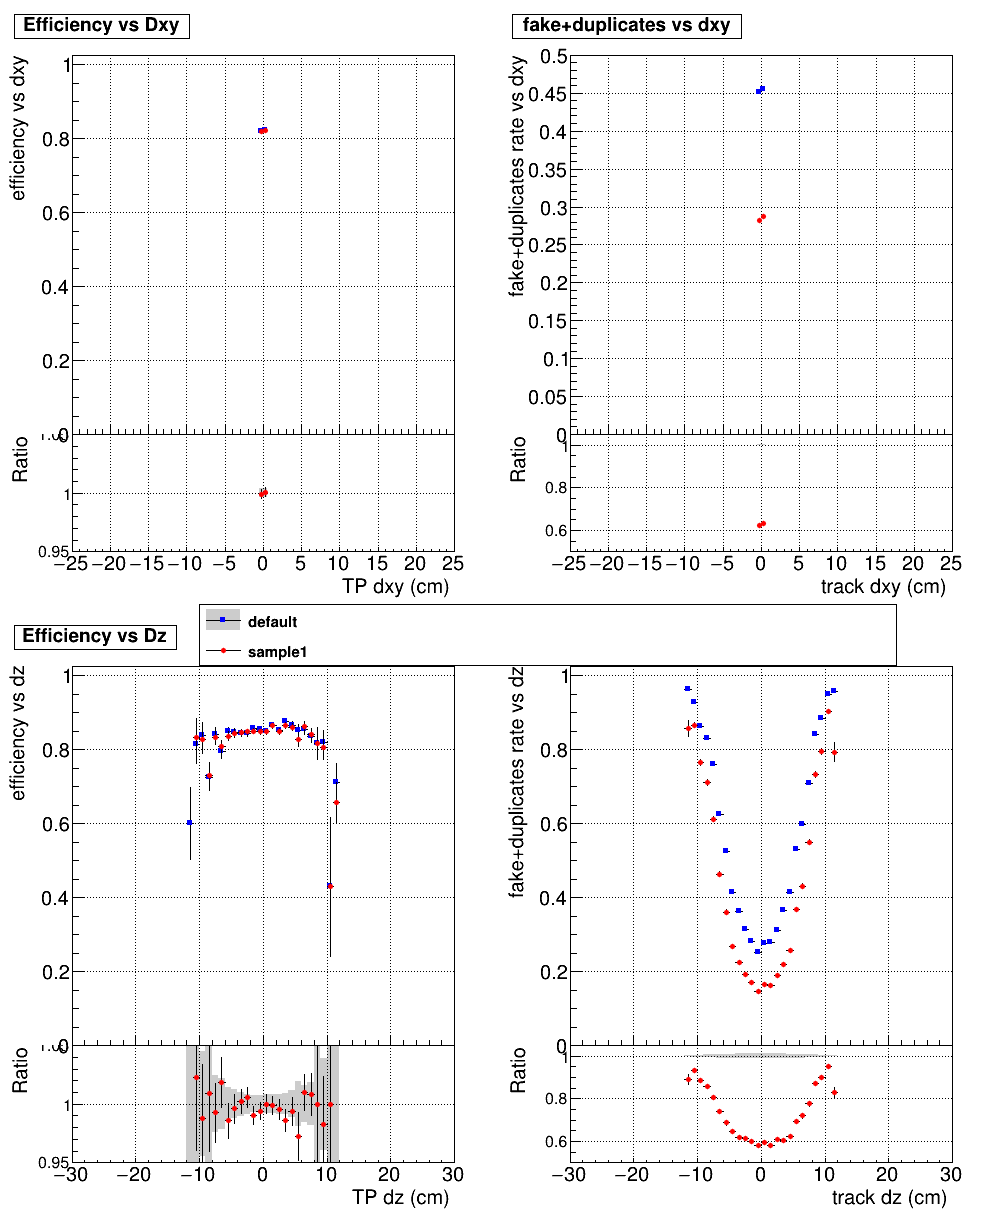 Efficiency vs Dxy
efficiency vs dxy
1
0.8
0.6
0.4
0.2
0
Ratio
1
0.95
−25 −20 −15 −10 −5 0 5 10 15 20 25
TP dxy (cm)
fake+duplicates vs dxy
fake+duplicates rate vs dxy
0.5
0.45
0.4
0.35
0.3
0.25
0.2
0.15
0.1
0.05
0
Ratio
1
0.8
0.6
−25 −20 −15 −10 −5 0 5 10 15 20 25
track dxy (cm)
default
sample1
Efficiency vs Dz
efficiency vs dz
1
0.8
0.6
0.4
0.2
0
Ratio
1
0.95
−30 −20 −10 0 10 20 30
TP dz (cm)
fake+duplicates rate vs dz
1
0.8
0.6
0.4
0.2
0
Ratio
1
0.8
0.6
−30 −20 −10 0 10 20 30
track dz (cm)